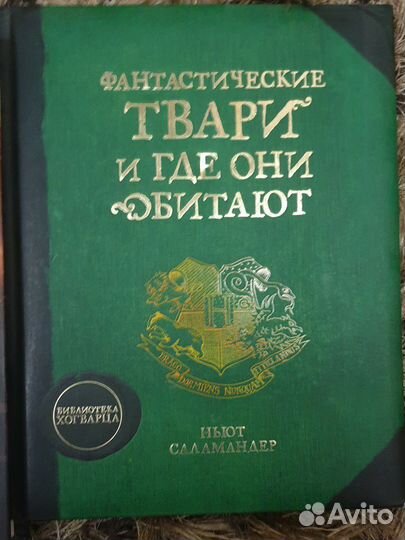 ФАНТАСТИЧЕСКИЕ
ТВАРИ
И ГДЕ ОНИ
ОБИТАЮТ
DRACO DORMIENS NUNQUAM TITILLANDUS
БИБЛИОТЕКА
ХОГВАРЦА
НЬЮТ
САЛАМАНДЕР
Avito